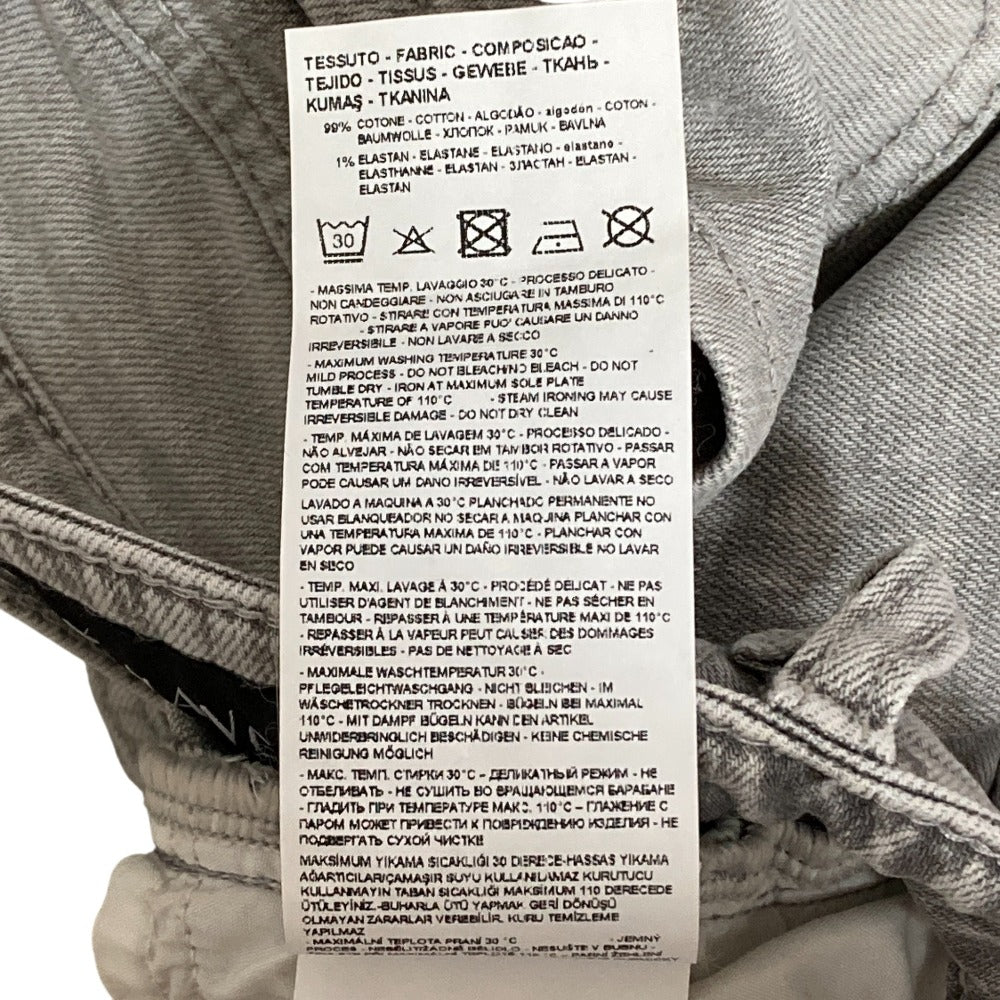 TESSUTO - FABRIC - COMPOSICAO -
TEJIDO - TISSUS - GEWEBE - ТКАНЬ -
KUMAŞ - TKANINA
99% COTONE - COTTON - ALGODÃO - algodón - COTON -
BAUMWOLLE - ХЛОПОК - PAMUK - BAVLNA
1% ELASTAN - ELASTANE - ELASTANO - elastano -
ELASTHANNE - ELASTAN - ЭЛАСТАН - ELASTAN -
ELASTAN
30
- MASSIMA TEMP. LAVAGGIO 30°C - PROCESSO DELICATO -
NON CANDEGGIARE - NON ASCIUGARE IN TAMBURO
ROTATIVO - STIRARE CON TEMPERATURA MASSIMA DI 110°C
- STIRARE A VAPORE PUO' CAUSARE UN DANNO
IRREVERSIBILE - NON LAVARE A SECCO
- MAXIMUM WASHING TEMPERATURE 30°C
MILD PROCESS - DO NOT BLEACHING BLEACH - DO NOT
TUMBLE DRY - IRON AT MAXIMUM SOLE PLATE
TEMPERATURE OF 110°C - STEAM IRONING MAY CAUSE
IRREVERSIBLE DAMAGE - DO NOT DRY CLEAN
- TEMP. MÁXIMA DE LAVAGEM 30°C - PROCESSO DELICADO -
NÃO ALVEJAR - NÃO SECAR EM TAMBOR ROTATIVO - PASSAR
COM TEMPERATURA MÁXIMA DE 110°C - PASSAR A VAPOR
PODE CAUSAR UM DANO IRREVERSÍVEL - NÃO LAVAR A SECO
LAVADO A MAQUINA A 30°C PLANCHADO PERMANENTE NO
USAR BLANQUEADOR NO SECAR A MAQUINA PLANCHAR CON
UNA TEMPERATURA MAXIMA DE 110°C - PLANCHAR CON
VAPOR PUEDE CAUSAR UN DAÑO IRREVERSIBLE NO LAVAR
EN SECO
- TEMP. MAXI. LAVAGE À 30°C - PROCÉDÉ DELICAT - NE PAS
UTILISER D'AGENT DE BLANCHIMENT - NE PAS SÉCHER EN
TAMBOUR - REPASSER À UNE TEMPÉRATURE MAXI DE 110°C
- REPASSER À LA VAPEUR PEUT CAUSER DES DOMMAGES
IRRÉVERSIBLES - PAS DE NETTOYAGE À SEC
- MAXIMALE WASCHTEMPERATUR 30°C -
PFLEGELEICHTWASCHGANG - NICHT BLEICHEN - IM
WÄSCHETROCKNER TROCKNEN - BÜGELN BEI MAXIMAL
110°C - MIT DAMPF BÜGELN KANN DEN ARTIKEL
UNWIDERBRINGLICH BESCHÄDIGEN - KEINE CHEMISCHE
REINIGUNG MÖGLICH
- МАКС. ТЕМП. СТИРКИ 30°C – ДЕЛИКАТНЫЙ РЕЖИМ - НЕ
ОТБЕЛИВАТЬ - НЕ СУШИТЬ ВО ВРАЩАЮЩЕМСЯ БАРАБАНЕ
- ГЛАДИТЬ ПРИ ТЕМПЕРАТУРЕ МАКС. 110°C – ГЛАЖЕНИЕ С
ПАРОМ МОЖЕТ ПРИВЕСТИ К ПОВРЕЖДЕНИЮ ИЗДЕЛИЯ - НЕ
ПОДВЕРГАТЬ СУХОЙ ЧИСТКЕ
MAKSİMUM YIKAMA SICAKLIĞI 30 DERECE-HASSAS YIKAMA
AĞARTICILAR/ÇAMAŞIR SUYU KULLANILMAZ KURUTUCU
KULLANMAYIN TABAN SICAKLIĞI MAKSİMUM 110 DERECEDE
ÜTÜLEYİNİZ.-BUHARLA ÜTÜ YAPMAK GERİ DÖNÜŞÜ
OLMAYAN ZARARLAR VEREBİLİR. KURU TEMİZLEME
YAPILMAZ
- MAXIMÁLNÍ TEPLOTA PRANÍ 30 °C - JEMNÝ